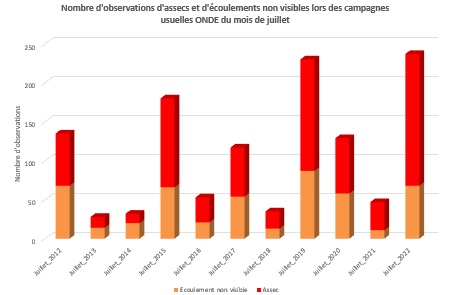 Nombre d'observations d'assecs et d'écoulements non visibles lors des campagnes
usuelles ONDE du mois de juillet
Nombre d'observations
250
200
150
100
50
0
Juillet_2012
Juillet_2013
Juillet_2014
Juillet_2015
Juillet_2016
Juillet_2017
Juillet_2018
Juillet_2019
Juillet_2020
Juillet_2021
Juillet_2022
Ecoulement non visible
Assec